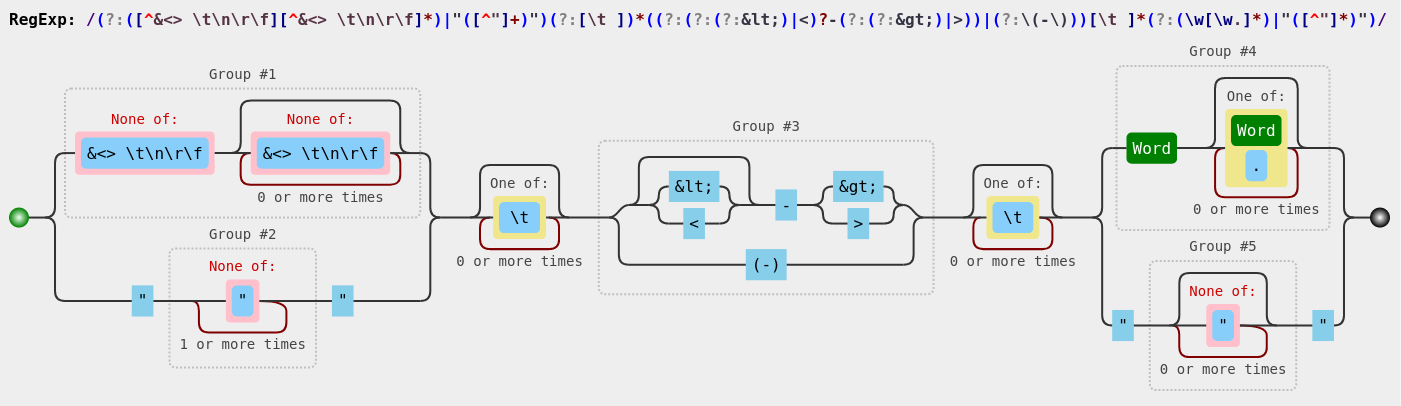 RegExp: /(?:([^&<> \t\n\r\f][^&<> \t\n\r\f]*)|"([^"]+)")(?:[\t ])*((?:(?:(?:&lt;)|<)?-(?:(?:&gt;)|>))|(?:\(-\)))[\t ]*(?:(\w[\w.]*)|"([^"]*)")/
Group #4
Group #1
One of:
None of:
None of:
Group #3
Word
Word
&<> \t\n\r\f
&<> \t\n\r\f
.
One of:
&lt;
&gt;
One of:
0 or more times
-
0 or more times
\t
<
>
\t
Group #2
Group #5
0 or more times
0 or more times
None of:
(-)
None of:
"
"
"
"
"
"
1 or more times
0 or more times